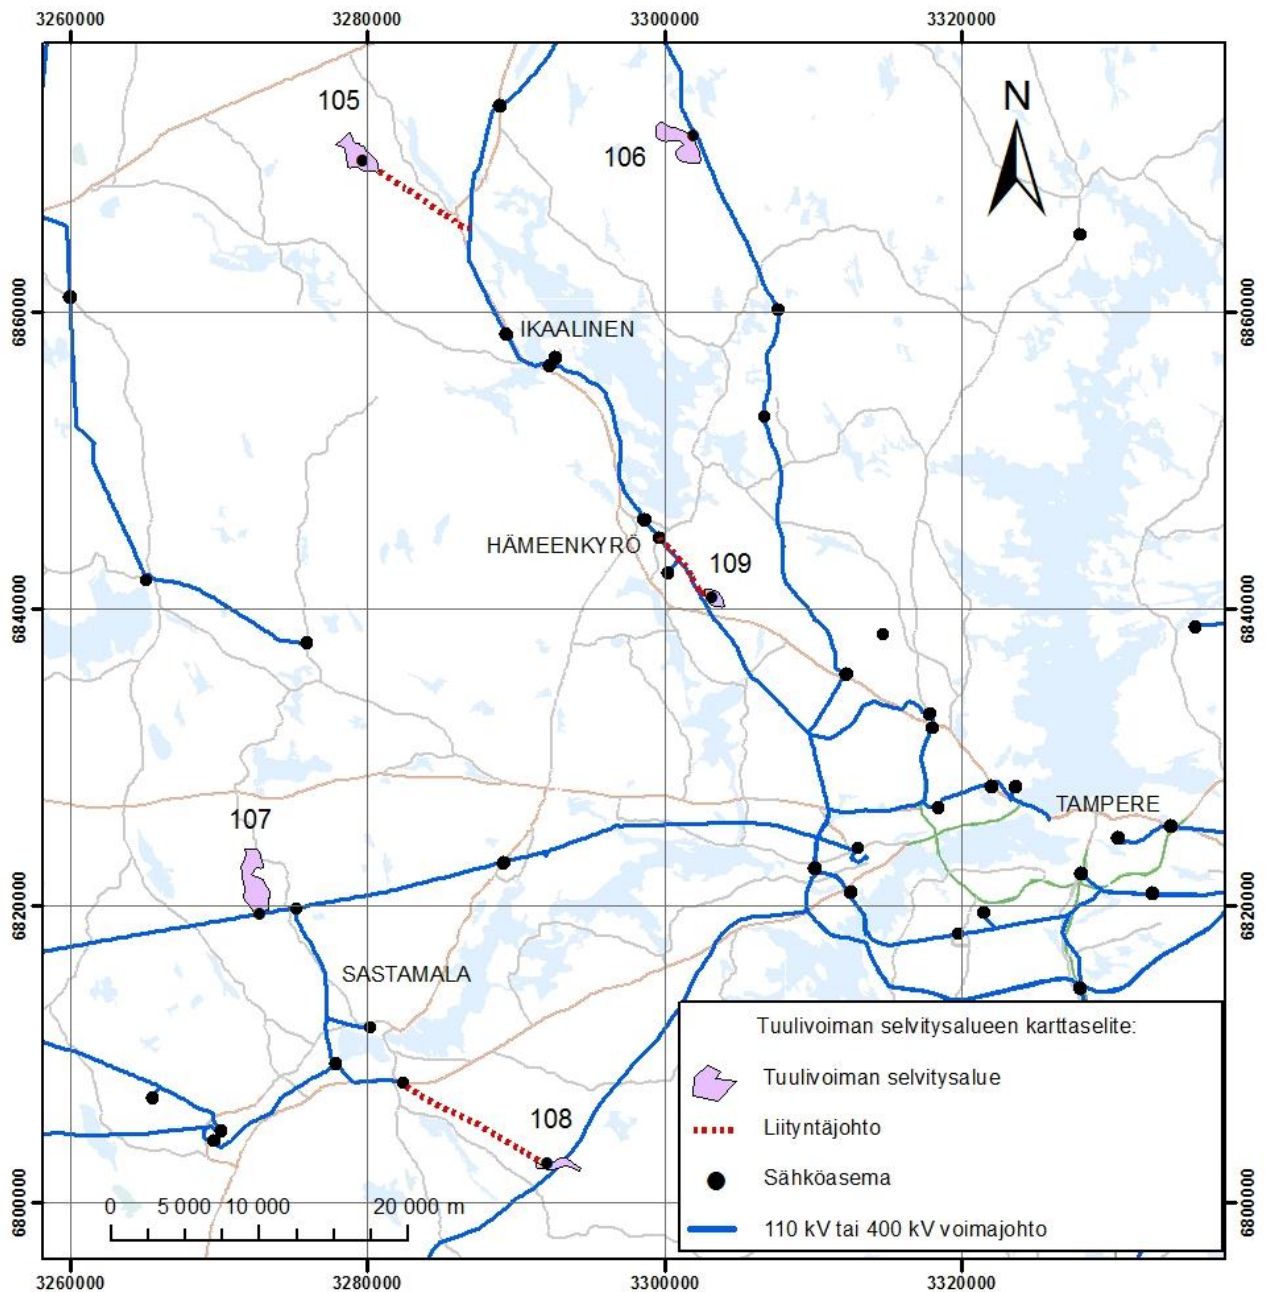 3260000 3280000 3300000 3320000
105
N
106
6860000 6860000
IKAALINEN
HÄMEENKYRÖ
109
6840000 6840000
TAMPERE
107
6820000 6820000
SASTAMALA
108
Tuulivoiman selvitysalueen karttaselite:
Tuulivoiman selvitysalue
Liityntäjohto
Sähköasema
110 kV tai 400 kV voimajohto
0 5 000 10 000 20 000 m
6800000 6800000
3260000 3280000 3300000 3320000